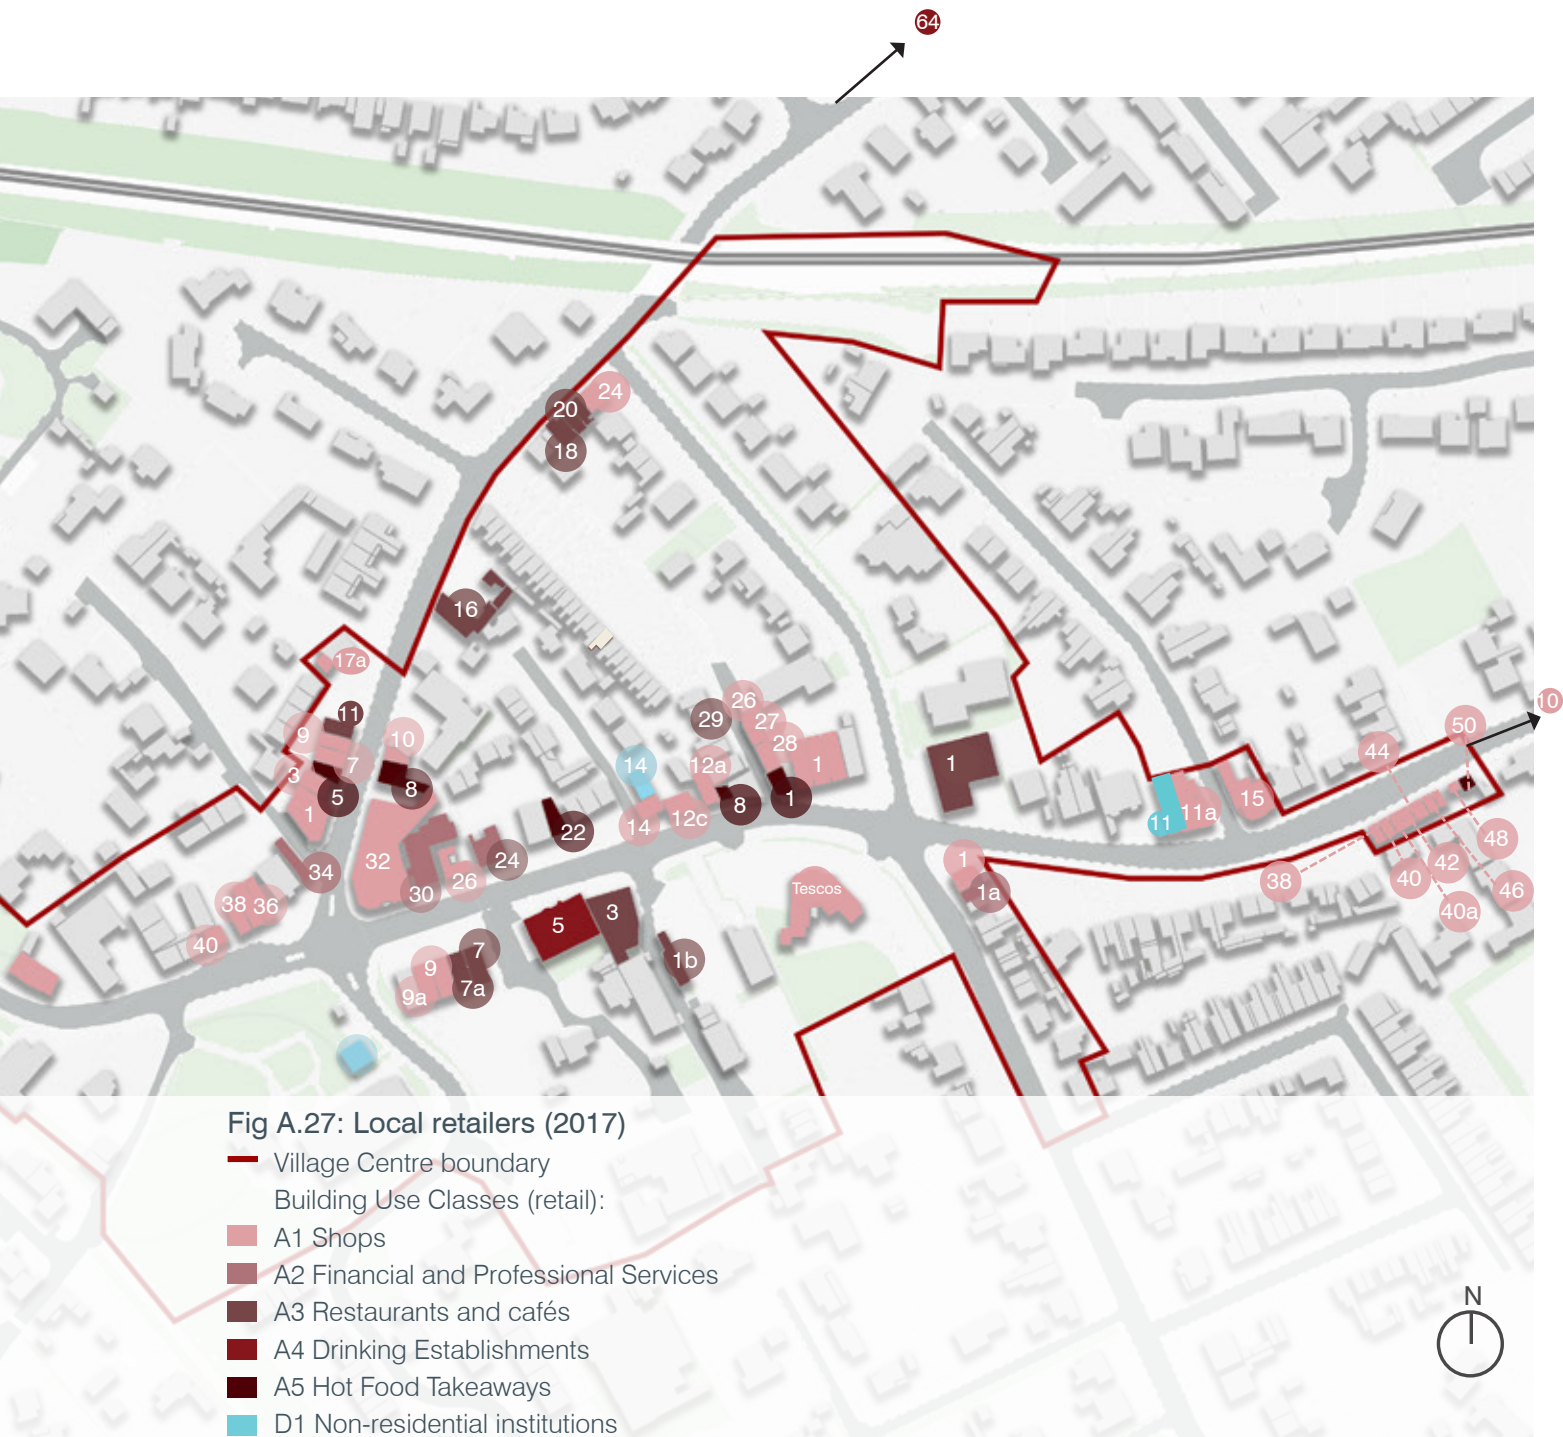 64
24
20
18
16
17a
11
9
10
7
3
5
8
1
26
29
27
28
1
14
12a
1
8
12c
14
22
24
26
30
32
34
36
38
40
1
11
11a
15
44
50
10
48
42
46
40
40a
38
1
1a
Tescos
5
3
1b
7
7a
9
9a
Fig A.27: Local retailers (2017)
Village Centre boundary
Building Use Classes (retail):
A1 Shops
A2 Financial and Professional Services
A3 Restaurants and cafés
A4 Drinking Establishments
A5 Hot Food Takeaways
D1 Non-residential institutions
N